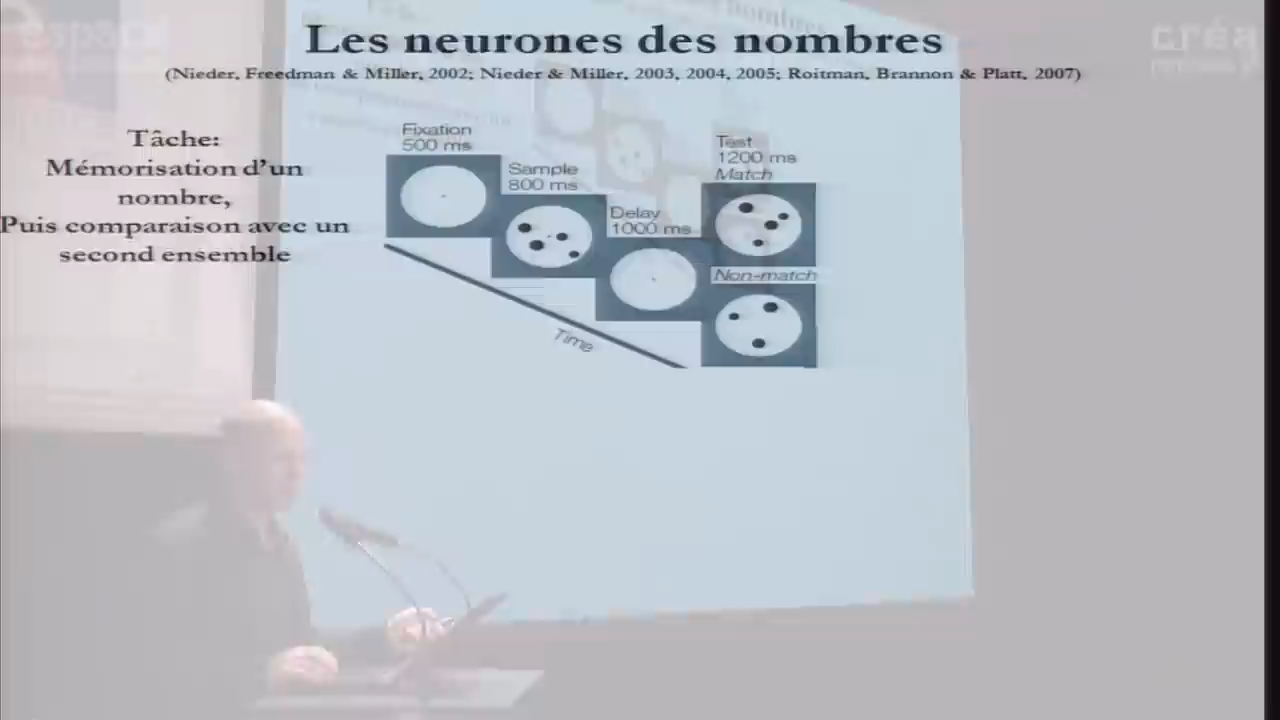 Les neurones des nombres
(Nieder, Freedman & Miller, 2002; Nieder & Miller, 2003, 2004, 2005; Roitman, Brannon & Platt, 2007)
Tâche:
Mémorisation d'un
nombre,
Puis comparaison avec un
second ensemble
Fixation
500 ms
Sample
800 ms
Delay
1000 ms
Test
1200 ms
Match
Non-match
Time
espace
créa